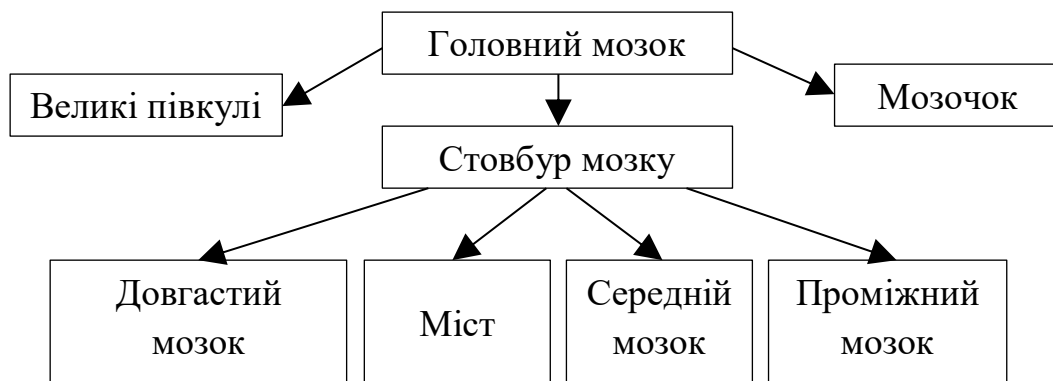 Головний мозок
Великі півкулі
Мозочок
Стовбур мозку
Довгастий
мозок
Міст
Середній
мозок
Проміжний
мозок